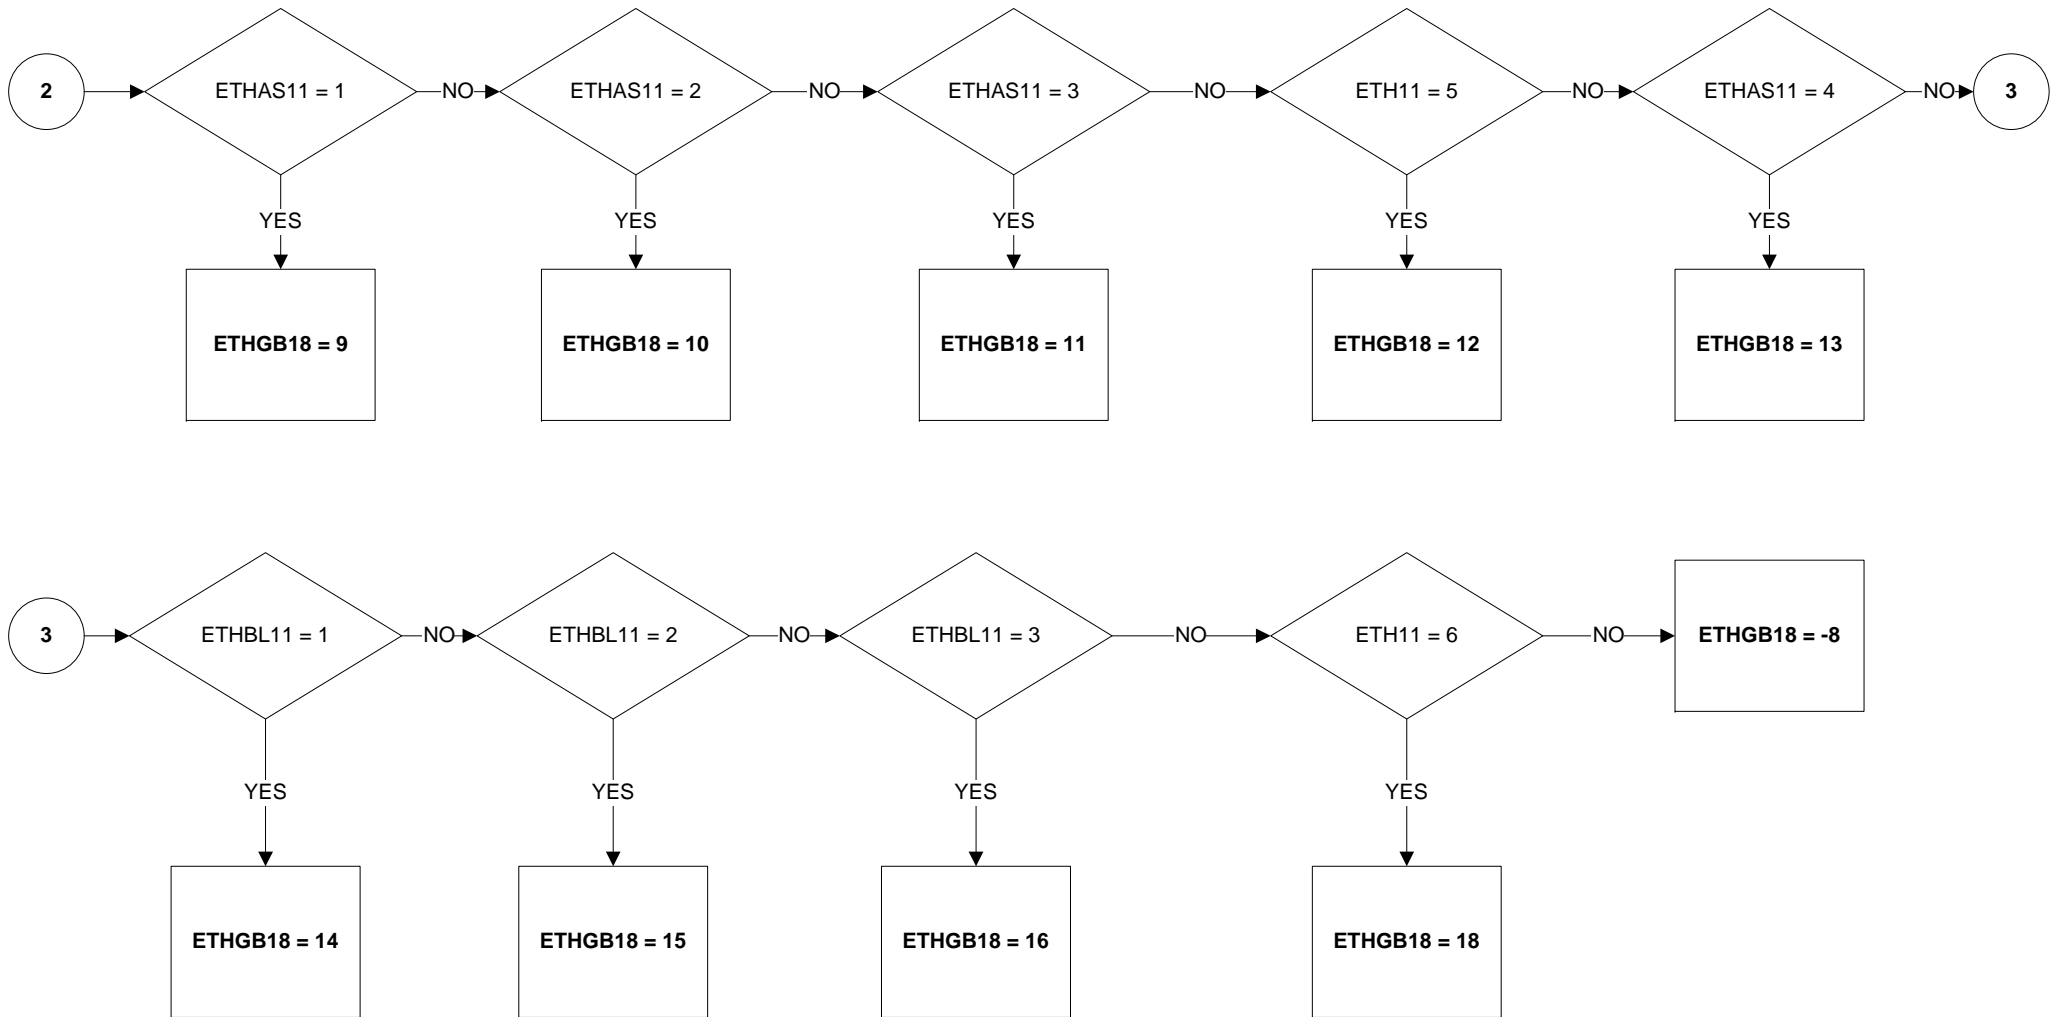 2
ETHAS11 = 1
NO
ETHAS11 = 2
NO
ETHAS11 = 3
NO
ETH11 = 5
NO
ETHAS11 = 4
NO
3
YES
YES
YES
YES
YES
ETHGB18 = 9
ETHGB18 = 10
ETHGB18 = 11
ETHGB18 = 12
ETHGB18 = 13
3
ETHBL11 = 1
NO
ETHBL11 = 2
NO
ETHBL11 = 3
NO
ETH11 = 6
NO
ETHGB18 = -8
YES
YES
YES
YES
ETHGB18 = 14
ETHGB18 = 15
ETHGB18 = 16
ETHGB18 = 18